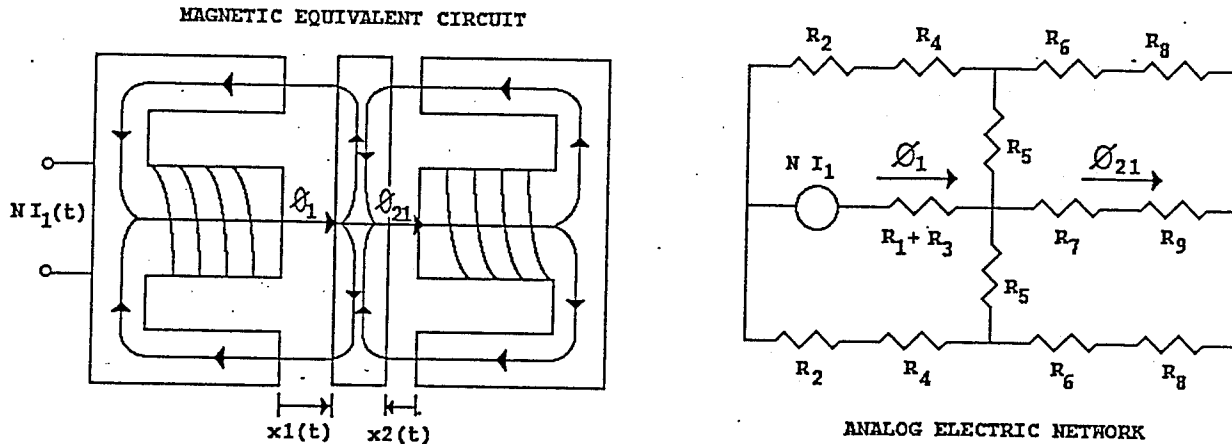 MAGNETIC EQUIVALENT CIRCUIT
N I₁(t)
Ø₁
Ø₂₁
x1(t)
x2(t)
R₂
R₄
R₆
R₈
R₅
N I₁
Ø₁
Ø₂₁
R₁+ R₃
R₇
R₉
R₅
R₂
R₄
R₆
R₈
ANALOG ELECTRIC NETWORK